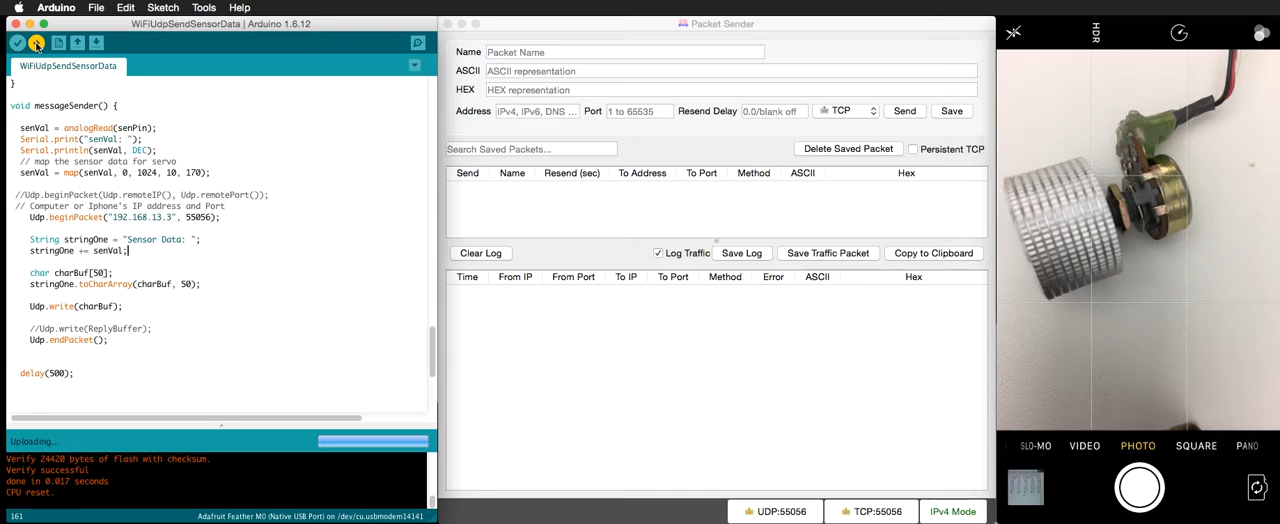 Arduino File Edit Sketch Tools Help
WiFiUdpSendSensorData | Arduino 1.6.12
WiFiUdpSendSensorData
}
void messageSender() {
senVal = analogRead(senPin);
Serial.print("senVal: ");
Serial.println(senVal, DEC);
// map the sensor data for servo
senVal = map(senVal, 0, 1024, 10, 170);
//Udp.beginPacket(Udp.remoteIP(), Udp.remotePort());
// Computer or Iphone's IP address and Port
Udp.beginPacket("192.168.13.3", 55056);
String stringOne = "Sensor Data: ";
stringOne += senVal;
char charBuf[50];
stringOne.toCharArray(charBuf, 50);
Udp.write(charBuf);
//Udp.write(ReplyBuffer);
Udp.endPacket();
delay(500);
Uploading...
Verify 24420 bytes of flash with checksum.
Verify successful
done in 0.017 seconds
CPU reset.
161 Adafruit Feather M0 (Native USB Port) on /dev/cu.usbmodem14141
Packet Sender
Name Packet Name
ASCII ASCII representation
HEX HEX representation
Address IPv4, IPv6, DNS ... Port 1 to 65535 Resend Delay 0.0/blank off TCP Send Save
Search Saved Packets... Delete Saved Packet Persistent TCP
Send Name Resend (sec) To Address To Port Method ASCII Hex
Clear Log Log Traffic Save Log Save Traffic Packet Copy to Clipboard
Time From IP From Port To IP To Port Method Error ASCII Hex
UDP:55056 TCP:55056 IPv4 Mode
HDR
SLO-MO VIDEO PHOTO SQUARE PANO